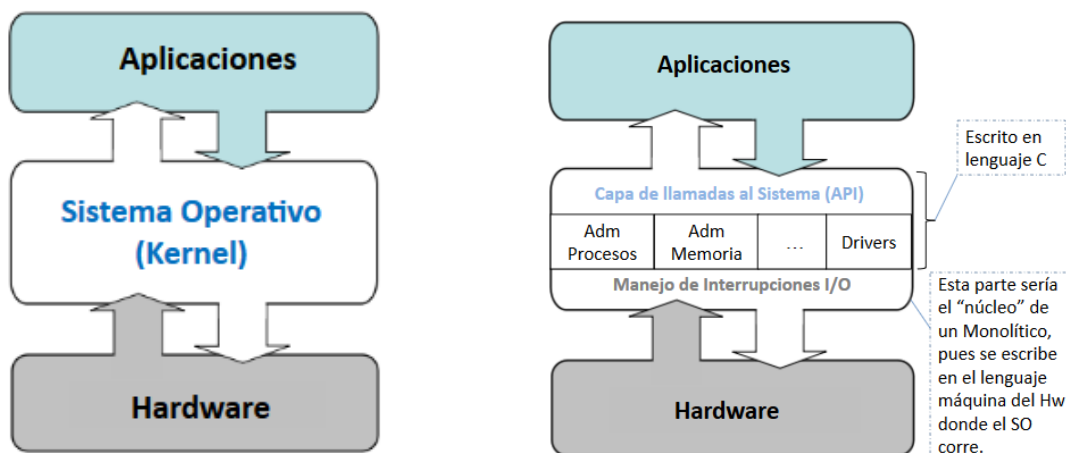 Aplicaciones
Sistema Operativo
(Kernel)
Hardware
Aplicaciones
Capa de llamadas al Sistema (API)
Adm
Procesos
Adm
Memoria
...
Drivers
Manejo de Interrupciones I/O
Hardware
Escrito en
lenguaje C
Esta parte sería
el “núcleo” de
un Monolítico,
pues se escribe
en el lenguaje
máquina del Hw
donde el SO
corre.